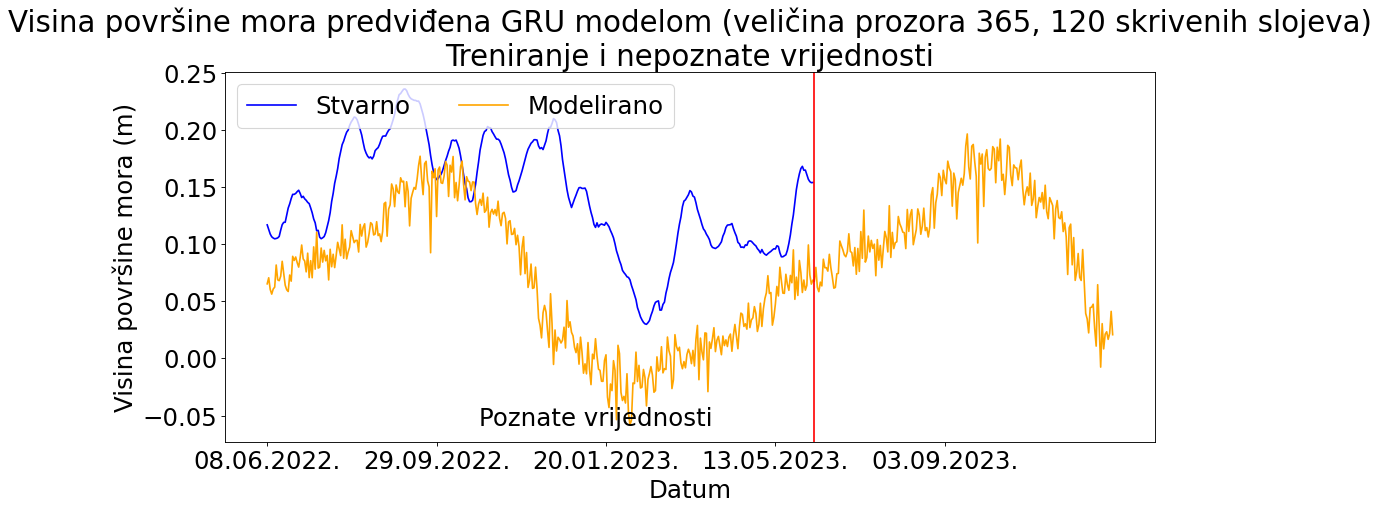 Visina površine mora predviđena GRU modelom (veličina prozora 365, 120 skrivenih slojeva)
Treniranje i nepoznate vrijednosti
Stvarno
Modelirano
Visina površine mora (m)
0.25
0.20
0.15
0.10
0.05
0.00
−0.05
Poznate vrijednosti
08.06.2022.
29.09.2022.
20.01.2023.
13.05.2023.
03.09.2023.
Datum